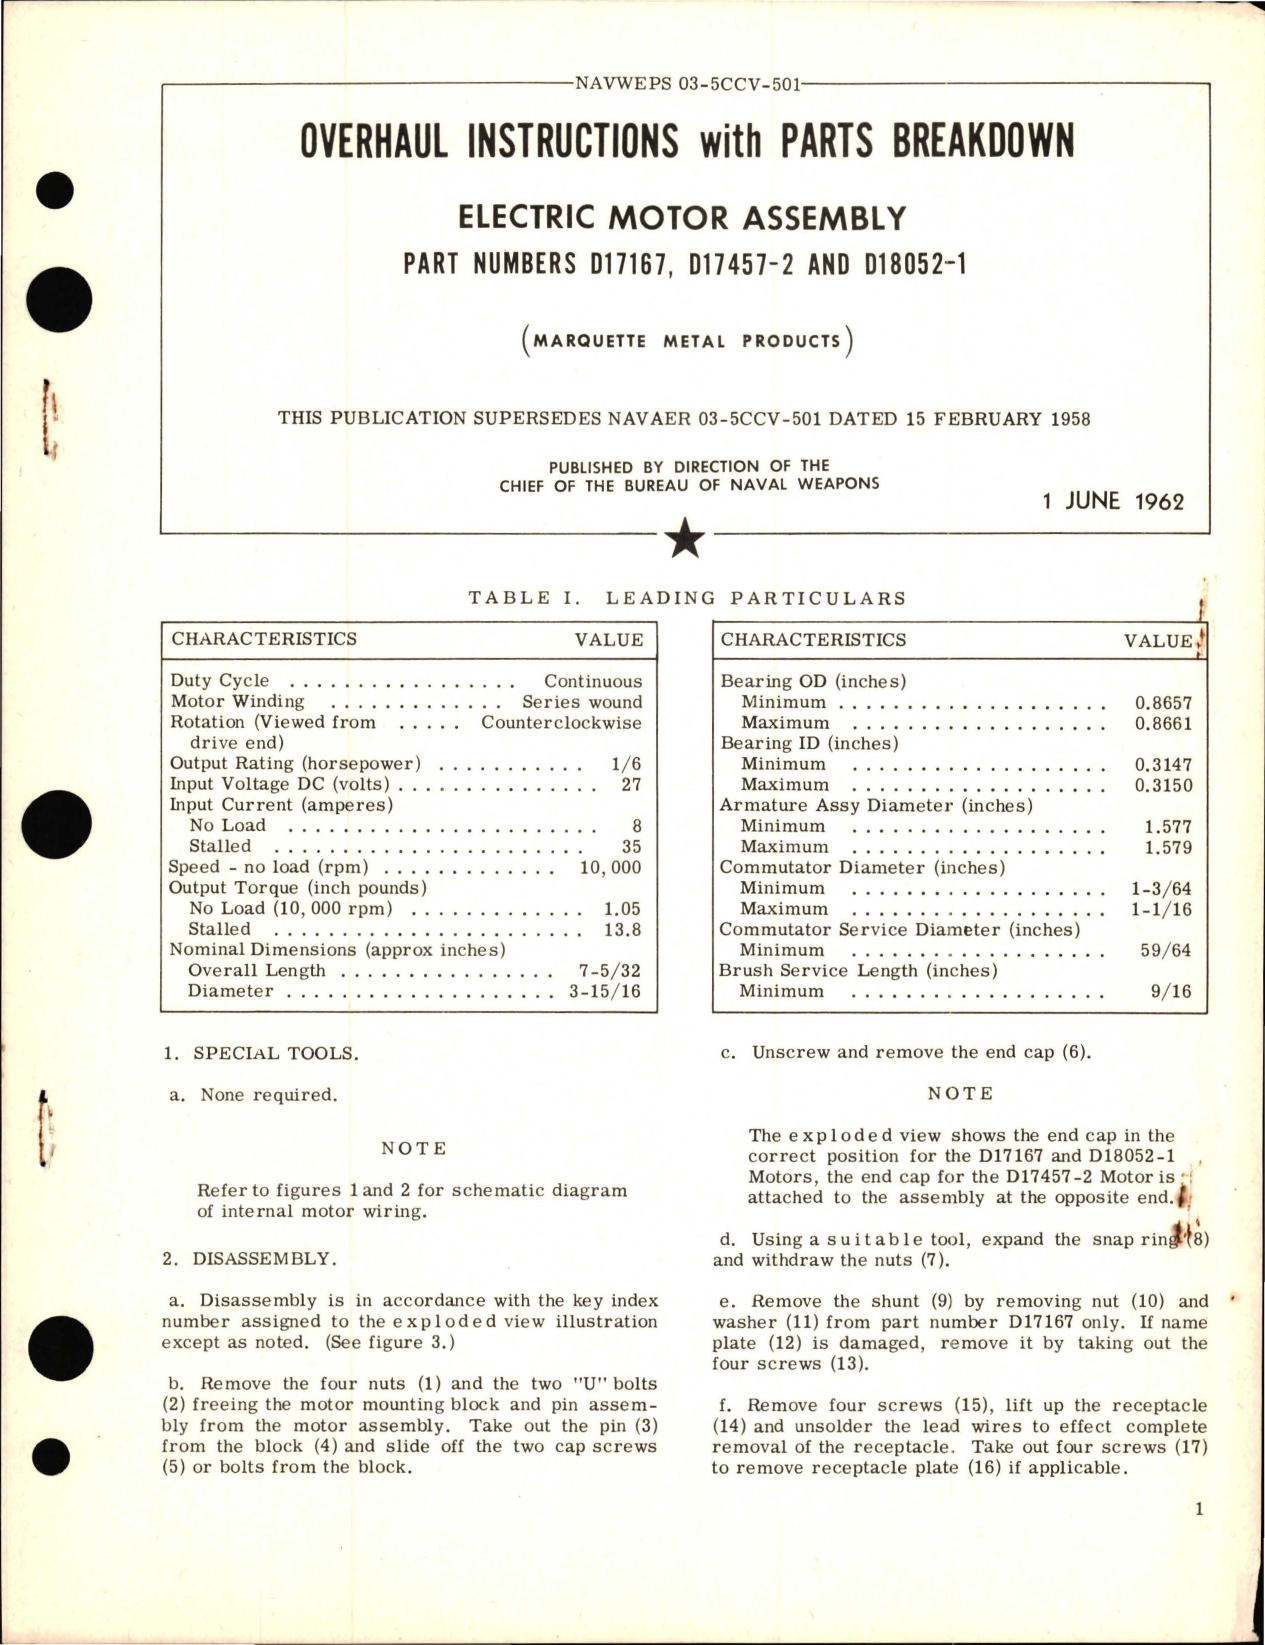 NAVWEPS 03-5CCV-501
OVERHAUL INSTRUCTIONS with PARTS BREAKDOWN
ELECTRIC MOTOR ASSEMBLY
PART NUMBERS D17167, D17457-2 AND D18052-1
(MARQUETTE METAL PRODUCTS)
THIS PUBLICATION SUPERSEDES NAVAER 03-5CCV-501 DATED 15 FEBRUARY 1958
PUBLISHED BY DIRECTION OF THE
CHIEF OF THE BUREAU OF NAVAL WEAPONS
1 JUNE 1962
TABLE I. LEADING PARTICULARS
CHARACTERISTICS VALUE
Duty Cycle . . . . . . . . . . . . . . . . . Continuous
Motor Winding . . . . . . . . . . . . . Series wound
Rotation (Viewed from . . . . . Counterclockwise
drive end)
Output Rating (horsepower) . . . . . . . . . . . 1/6
Input Voltage DC (volts) . . . . . . . . . . . . . . . 27
Input Current (amperes)
No Load . . . . . . . . . . . . . . . . . . . . . . . 8
Stalled . . . . . . . . . . . . . . . . . . . . . . . 35
Speed - no load (rpm) . . . . . . . . . . . . . 10,000
Output Torque (inch pounds)
No Load (10,000 rpm) . . . . . . . . . . . . . 1.05
Stalled . . . . . . . . . . . . . . . . . . . . . . . 13.8
Nominal Dimensions (approx inches)
Overall Length . . . . . . . . . . . . . . . . 7-5/32
Diameter . . . . . . . . . . . . . . . . . . . . 3-15/16
CHARACTERISTICS VALUE
Bearing OD (inches)
Minimum . . . . . . . . . . . . . . . . . . . . 0.8657
Maximum . . . . . . . . . . . . . . . . . . . 0.8661
Bearing ID (inches)
Minimum . . . . . . . . . . . . . . . . . . . 0.3147
Maximum . . . . . . . . . . . . . . . . . . . 0.3150
Armature Assy Diameter (inches)
Minimum . . . . . . . . . . . . . . . . . . . 1.577
Maximum . . . . . . . . . . . . . . . . . . . 1.579
Commutator Diameter (inches)
Minimum . . . . . . . . . . . . . . . . . . . 1-3/64
Maximum . . . . . . . . . . . . . . . . . . . 1-1/16
Commutator Service Diameter (inches)
Minimum . . . . . . . . . . . . . . . . . . . 59/64
Brush Service Length (inches)
Minimum . . . . . . . . . . . . . . . . . . . 9/16
1. SPECIAL TOOLS.
a. None required.
NOTE
Refer to figures 1 and 2 for schematic diagram
of internal motor wiring.
2. DISASSEMBLY.
a. Disassembly is in accordance with the key index
number assigned to the exploded view illustration
except as noted. (See figure 3.)
b. Remove the four nuts (1) and the two "U" bolts
(2) freeing the motor mounting block and pin assem-
bly from the motor assembly. Take out the pin (3)
from the block (4) and slide off the two cap screws
(5) or bolts from the block.
c. Unscrew and remove the end cap (6).
NOTE
The exploded view shows the end cap in the
correct position for the D17167 and D18052-1
Motors, the end cap for the D17457-2 Motor is
attached to the assembly at the opposite end.
d. Using a suitable tool, expand the snap ring (8)
and withdraw the nuts (7).
e. Remove the shunt (9) by removing nut (10) and
washer (11) from part number D17167 only. If name
plate (12) is damaged, remove it by taking out the
four screws (13).
f. Remove four screws (15), lift up the receptacle
(14) and unsolder the lead wires to effect complete
removal of the receptacle. Take out four screws (17)
to remove receptacle plate (16) if applicable.
1